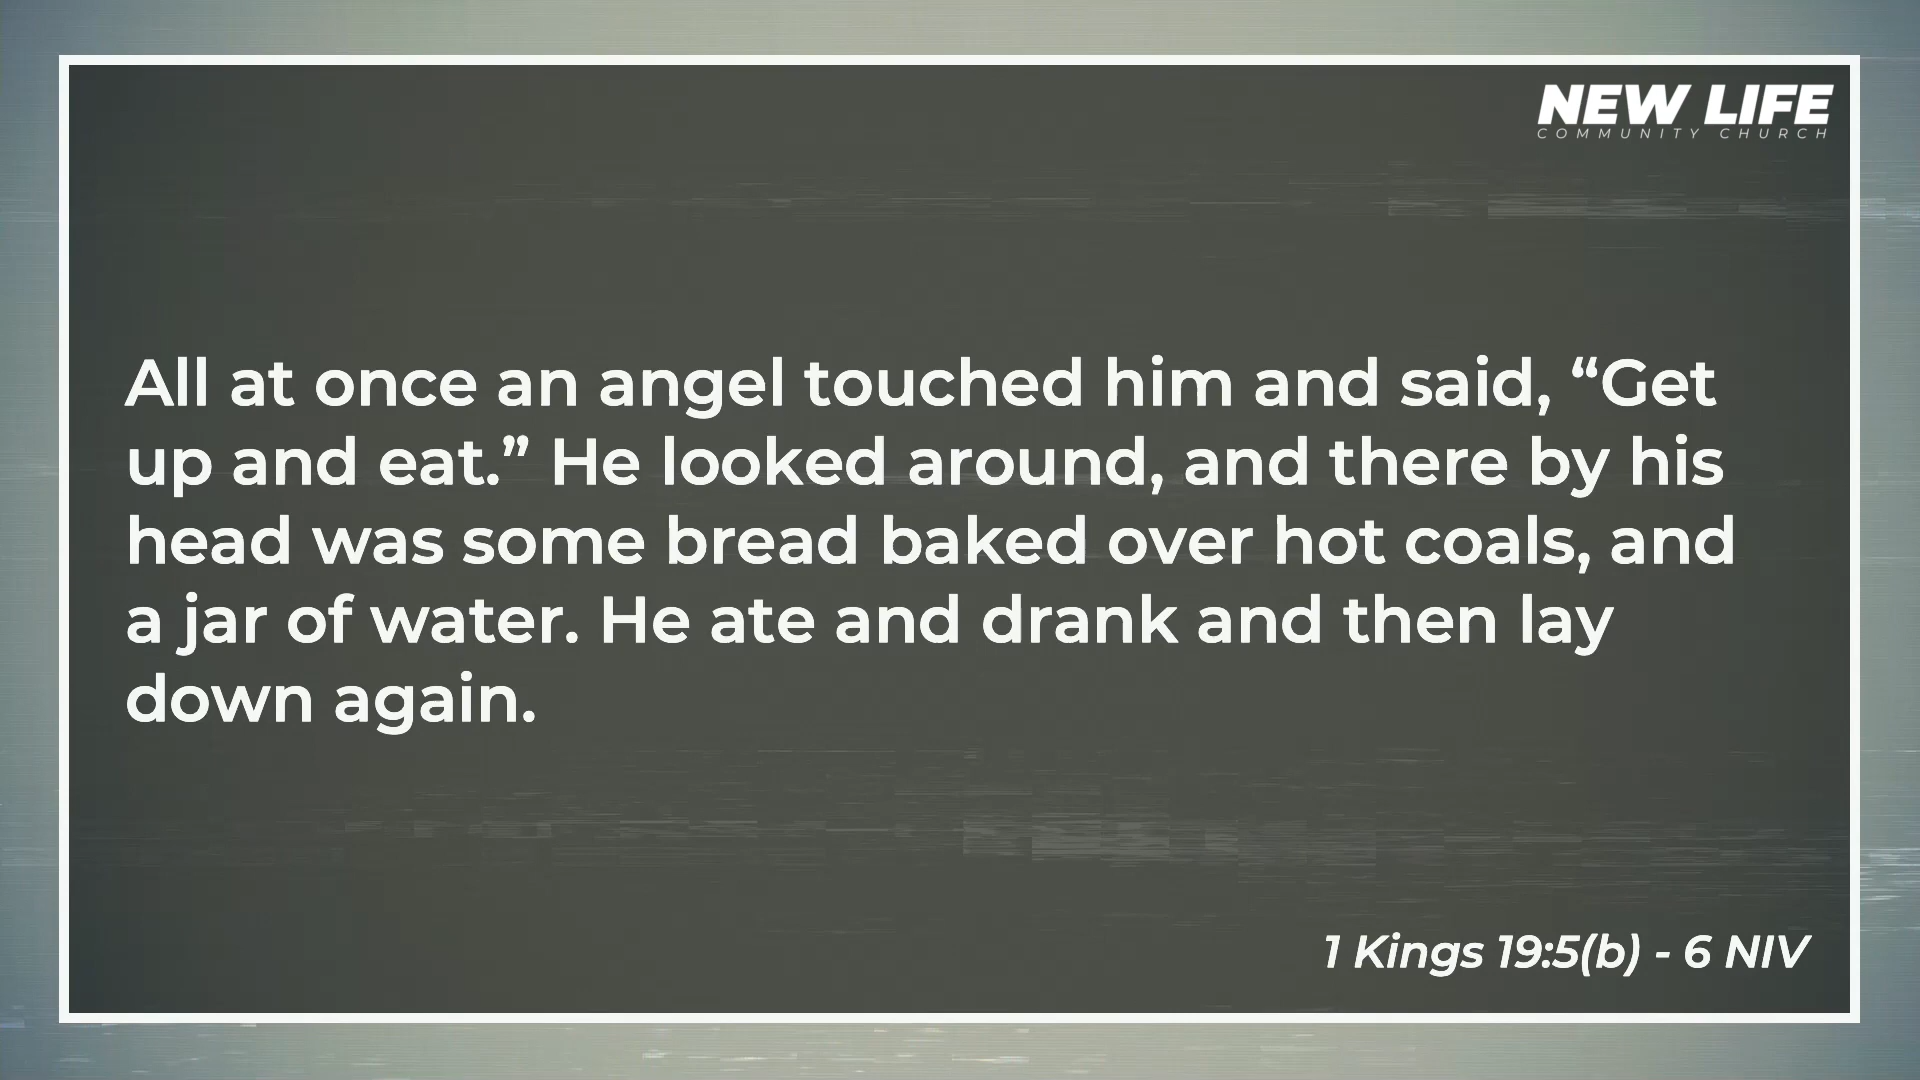 NEW LIFE
COMMUNITY CHURCH
All at once an angel touched him and said, “Get
up and eat.” He looked around, and there by his
head was some bread baked over hot coals, and
a jar of water. He ate and drank and then lay
down again.
1 Kings 19:5(b) - 6 NIV